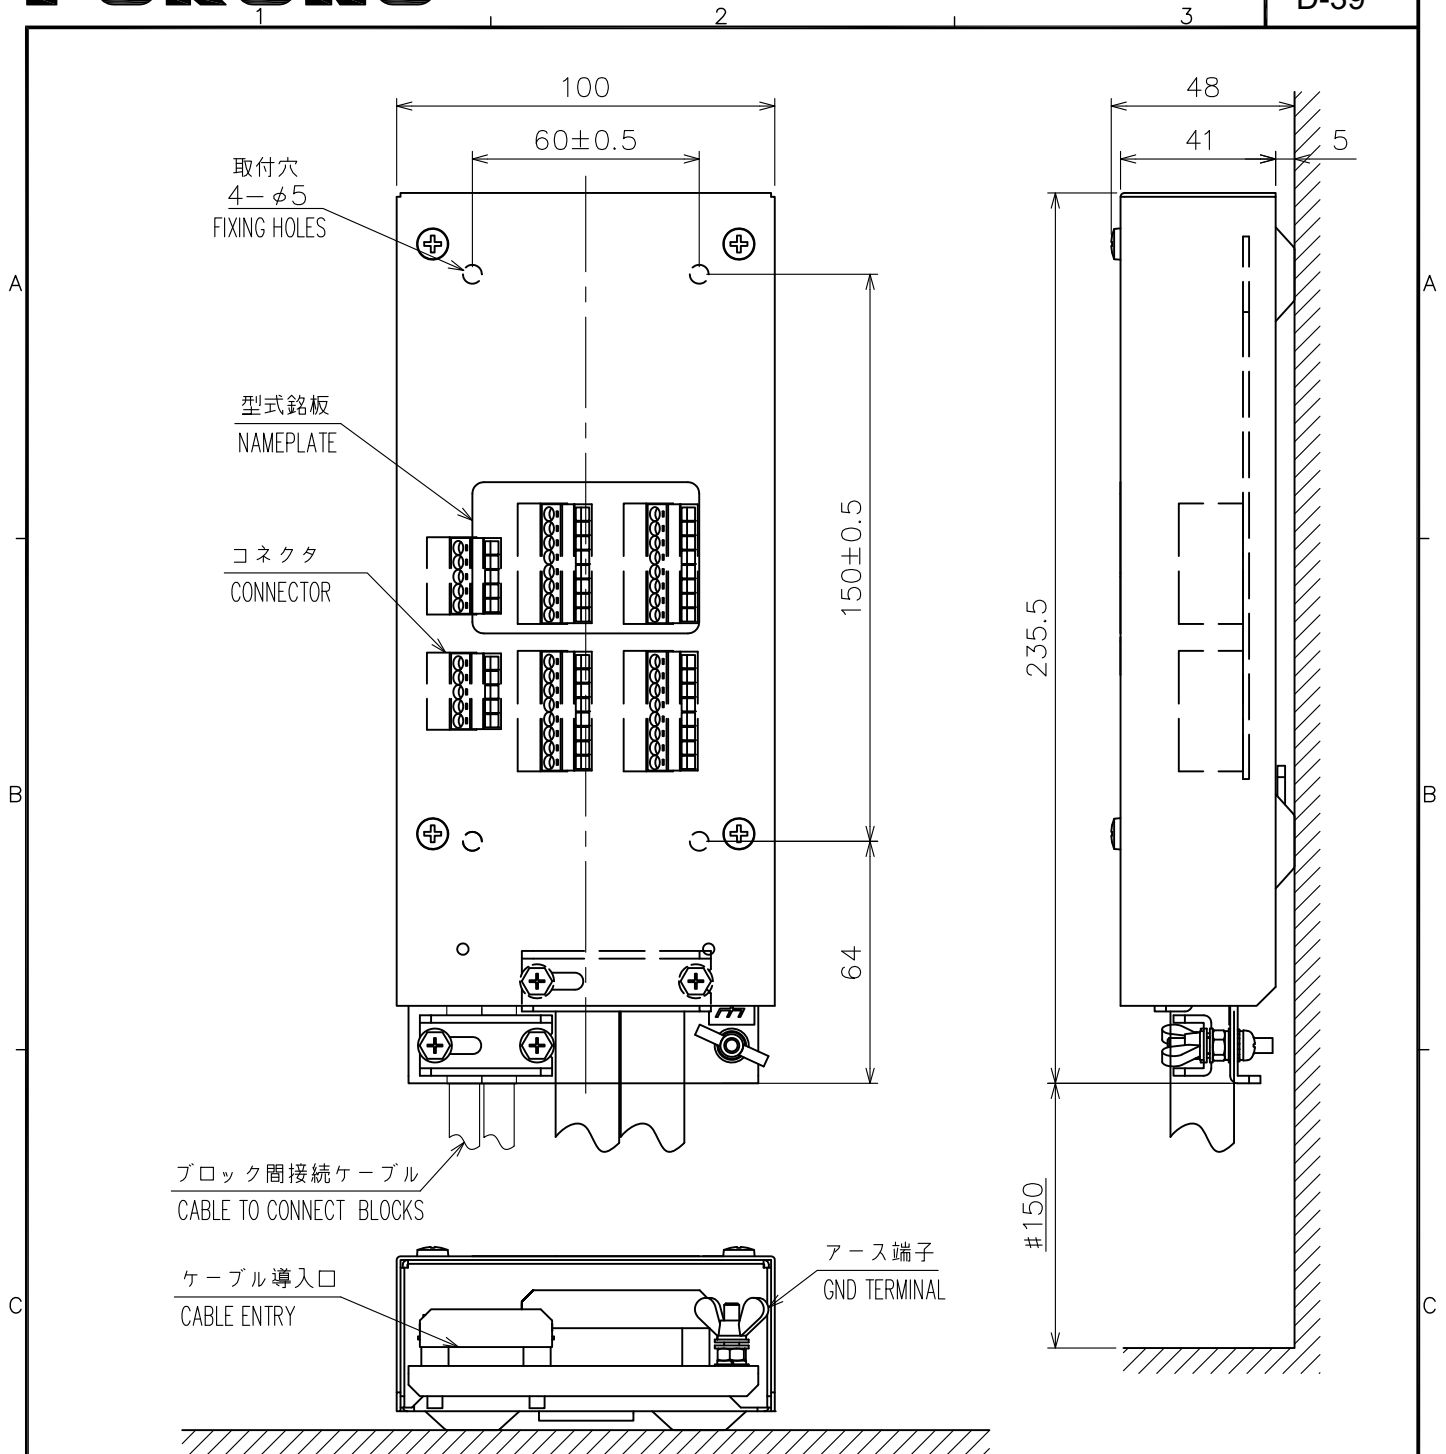 D-39
1
2
3
100
60±0.5
48
41
5
取付穴
4-φ5
FIXING HOLES
A
A
型式銘板
NAMEPLATE
コネクタ
CONNECTOR
150±0.5
235.5
B
B
64
ブロック間接続ケーブル
CABLE TO CONNECT BLOCKS
#150
アース端子
GND TERMINAL
ケーブル導入口
CABLE ENTRY
C
C